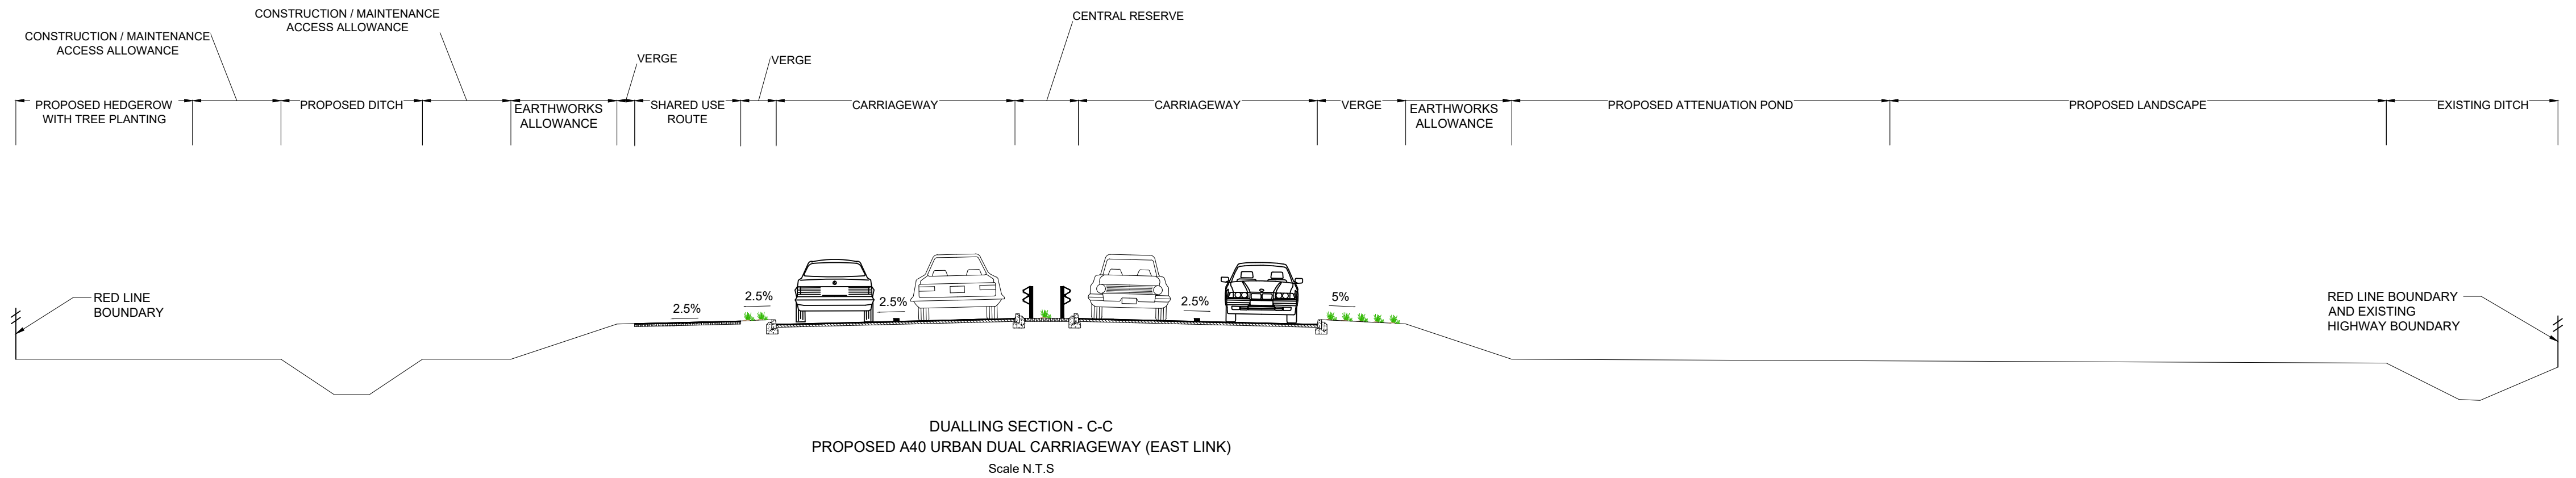 CONSTRUCTION / MAINTENANCE
ACCESS ALLOWANCE
CONSTRUCTION / MAINTENANCE
ACCESS ALLOWANCE
VERGE
VERGE
CENTRAL RESERVE
PROPOSED HEDGEROW
WITH TREE PLANTING
PROPOSED DITCH
EARTHWORKS
ALLOWANCE
SHARED USE
ROUTE
CARRIAGEWAY
CARRIAGEWAY
VERGE
EARTHWORKS
ALLOWANCE
PROPOSED ATTENUATION POND
PROPOSED LANDSCAPE
EXISTING DITCH
RED LINE
BOUNDARY
2.5%
2.5%
2.5%
2.5%
5%
RED LINE BOUNDARY
AND EXISTING
HIGHWAY BOUNDARY
DUALLING SECTION - C-C
PROPOSED A40 URBAN DUAL CARRIAGEWAY (EAST LINK)
Scale N.T.S